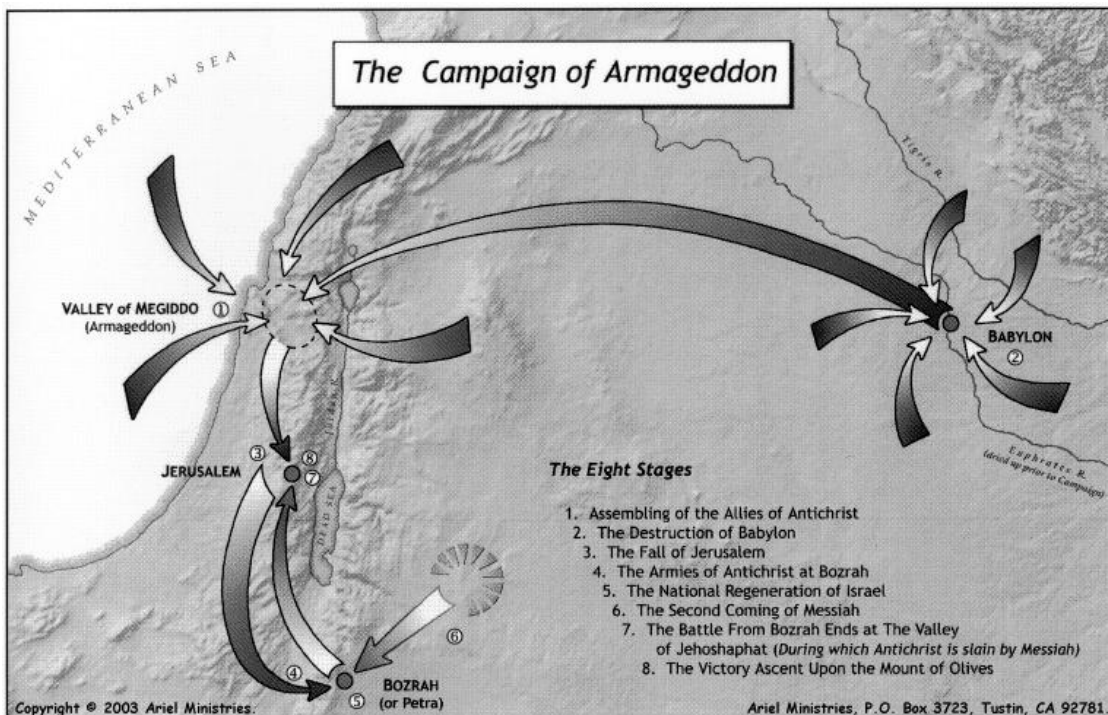 The Campaign of Armageddon
MEDITERRANEAN SEA
Tigris R.
VALLEY of MEGIDDO ①
(Armageddon)
BABYLON
②
Jordan R.
Euphrates R.
(dried up prior to Campaign)
③ ⑧
JERUSALEM ⑦
DEAD SEA
The Eight Stages
1. Assembling of the Allies of Antichrist
2. The Destruction of Babylon
3. The Fall of Jerusalem
4. The Armies of Antichrist at Bozrah
5. The National Regeneration of Israel
6. The Second Coming of Messiah
7. The Battle From Bozrah Ends at The Valley
of Jehoshaphat (During which Antichrist is slain by Messiah)
8. The Victory Ascent Upon the Mount of Olives
⑥
④
⑤
BOZRAH
(or Petra)
Copyright © 2003 Ariel Ministries.
Ariel Ministries, P.O. Box 3723, Tustin, CA 92781.